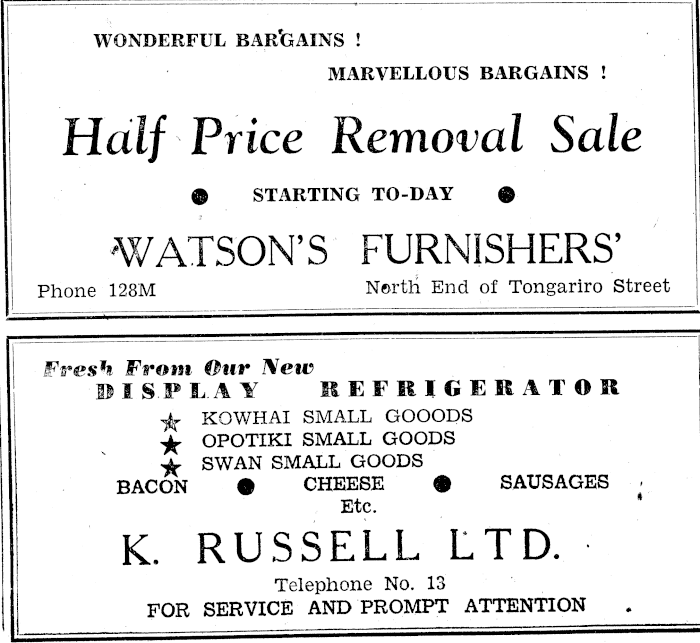 WONDERFUL BARGAINS !
MARVELLOUS BARGAINS !
Half Price Removal Sale
● STARTING TO-DAY ●
WATSON'S FURNISHERS'
Phone 128M North End of Tongariro Street
Fresh From Our New
DISPLAY REFRIGERATOR
★ KOWHAI SMALL GOOODS
★ OPOTIKI SMALL GOODS
★ SWAN SMALL GOODS
BACON ● CHEESE ● SAUSAGES
Etc.
K. RUSSELL LTD.
Telephone No. 13
FOR SERVICE AND PROMPT ATTENTION